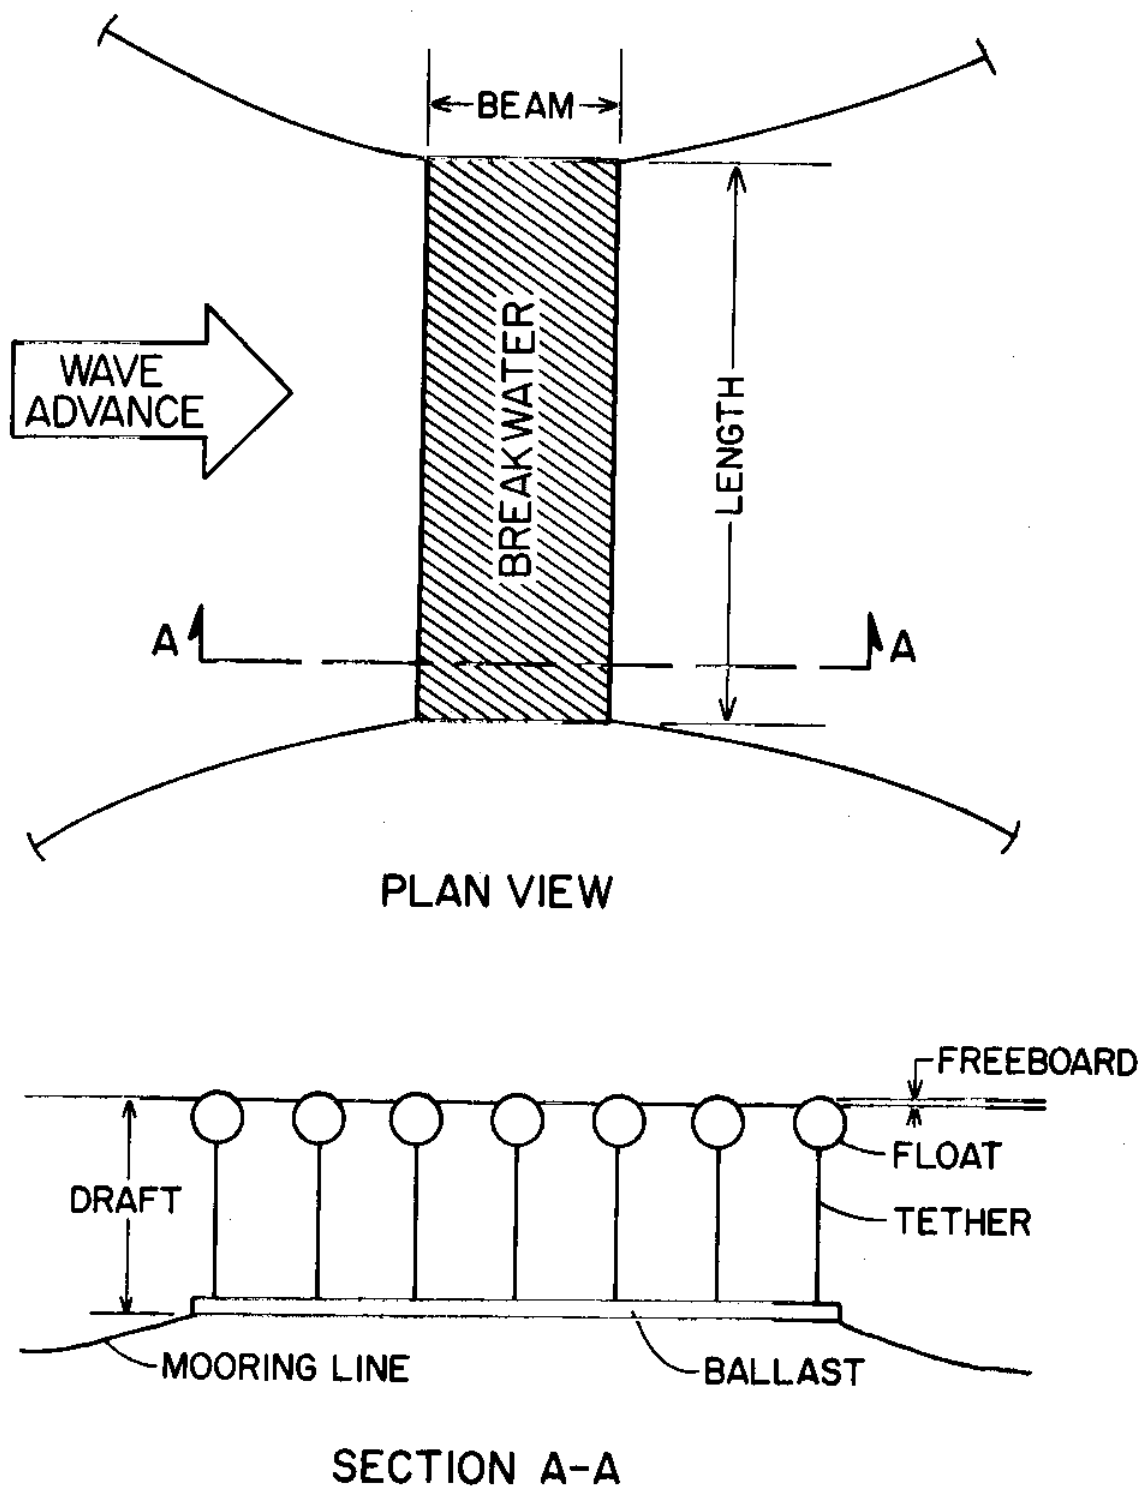 BEAM
WAVE
ADVANCE
BREAKWATER
LENGTH
A
A
PLAN VIEW
FREEBOARD
FLOAT
DRAFT
TETHER
MOORING LINE
BALLAST
SECTION A-A